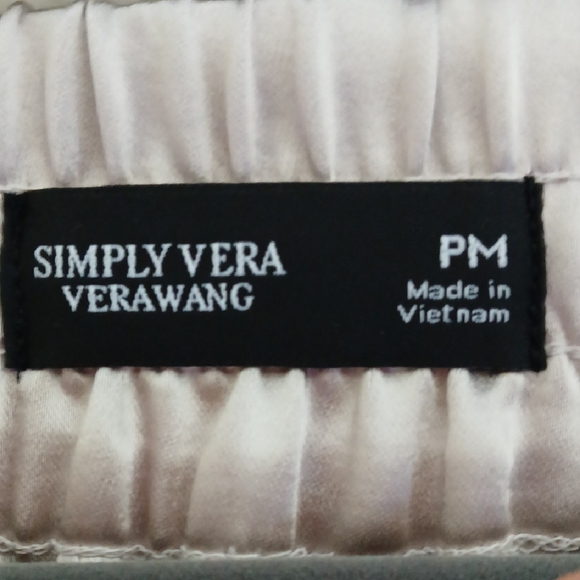 SIMPLY VERA
VERAWANG
PM
Made in
Vietnam